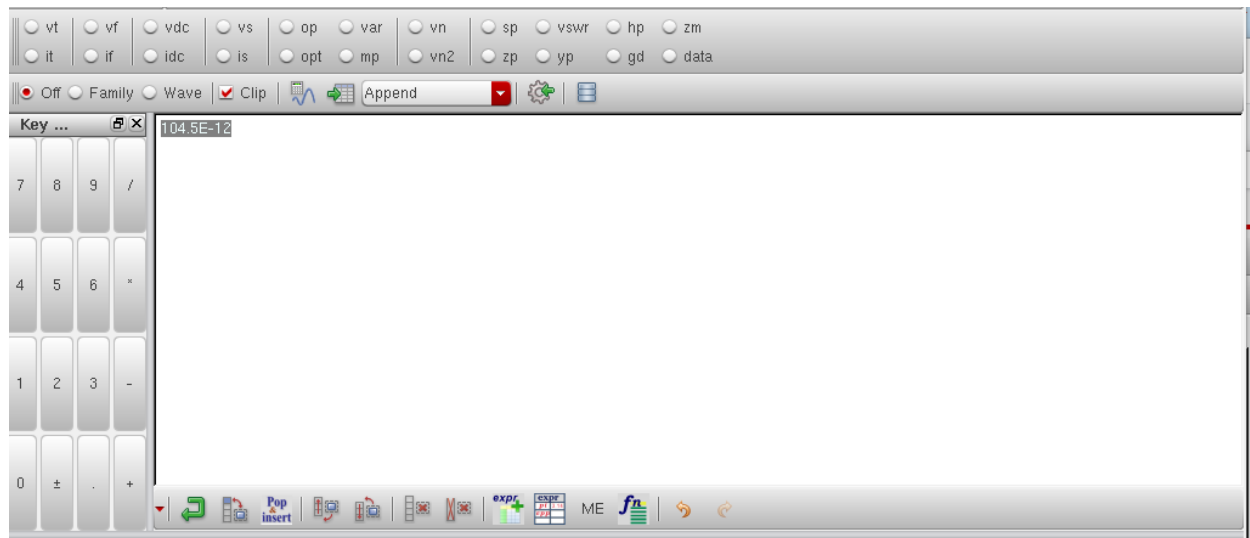 vt vf vdc vs op var vn sp vswr hp zm
it if idc is opt mp vn2 zp yp gd data
Off Family Wave Clip Append
Key ...
104.5E-12
7 8 9 /
4 5 6 *
1 2 3 -
0 ± . +
Pop & insert expr expr ME fn